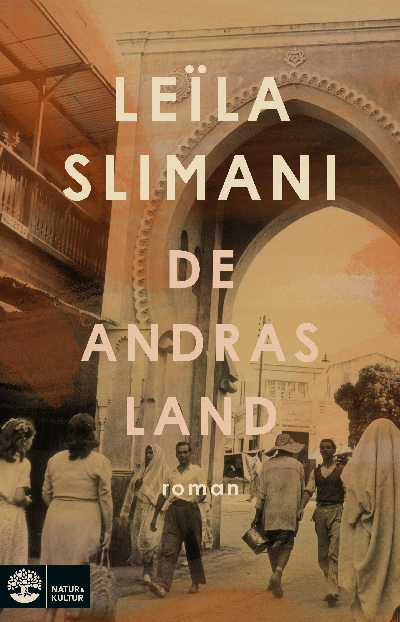 LEÏLA
SLIMANI
DE
ANDRAS
LAND
roman
NATUR &
KULTUR